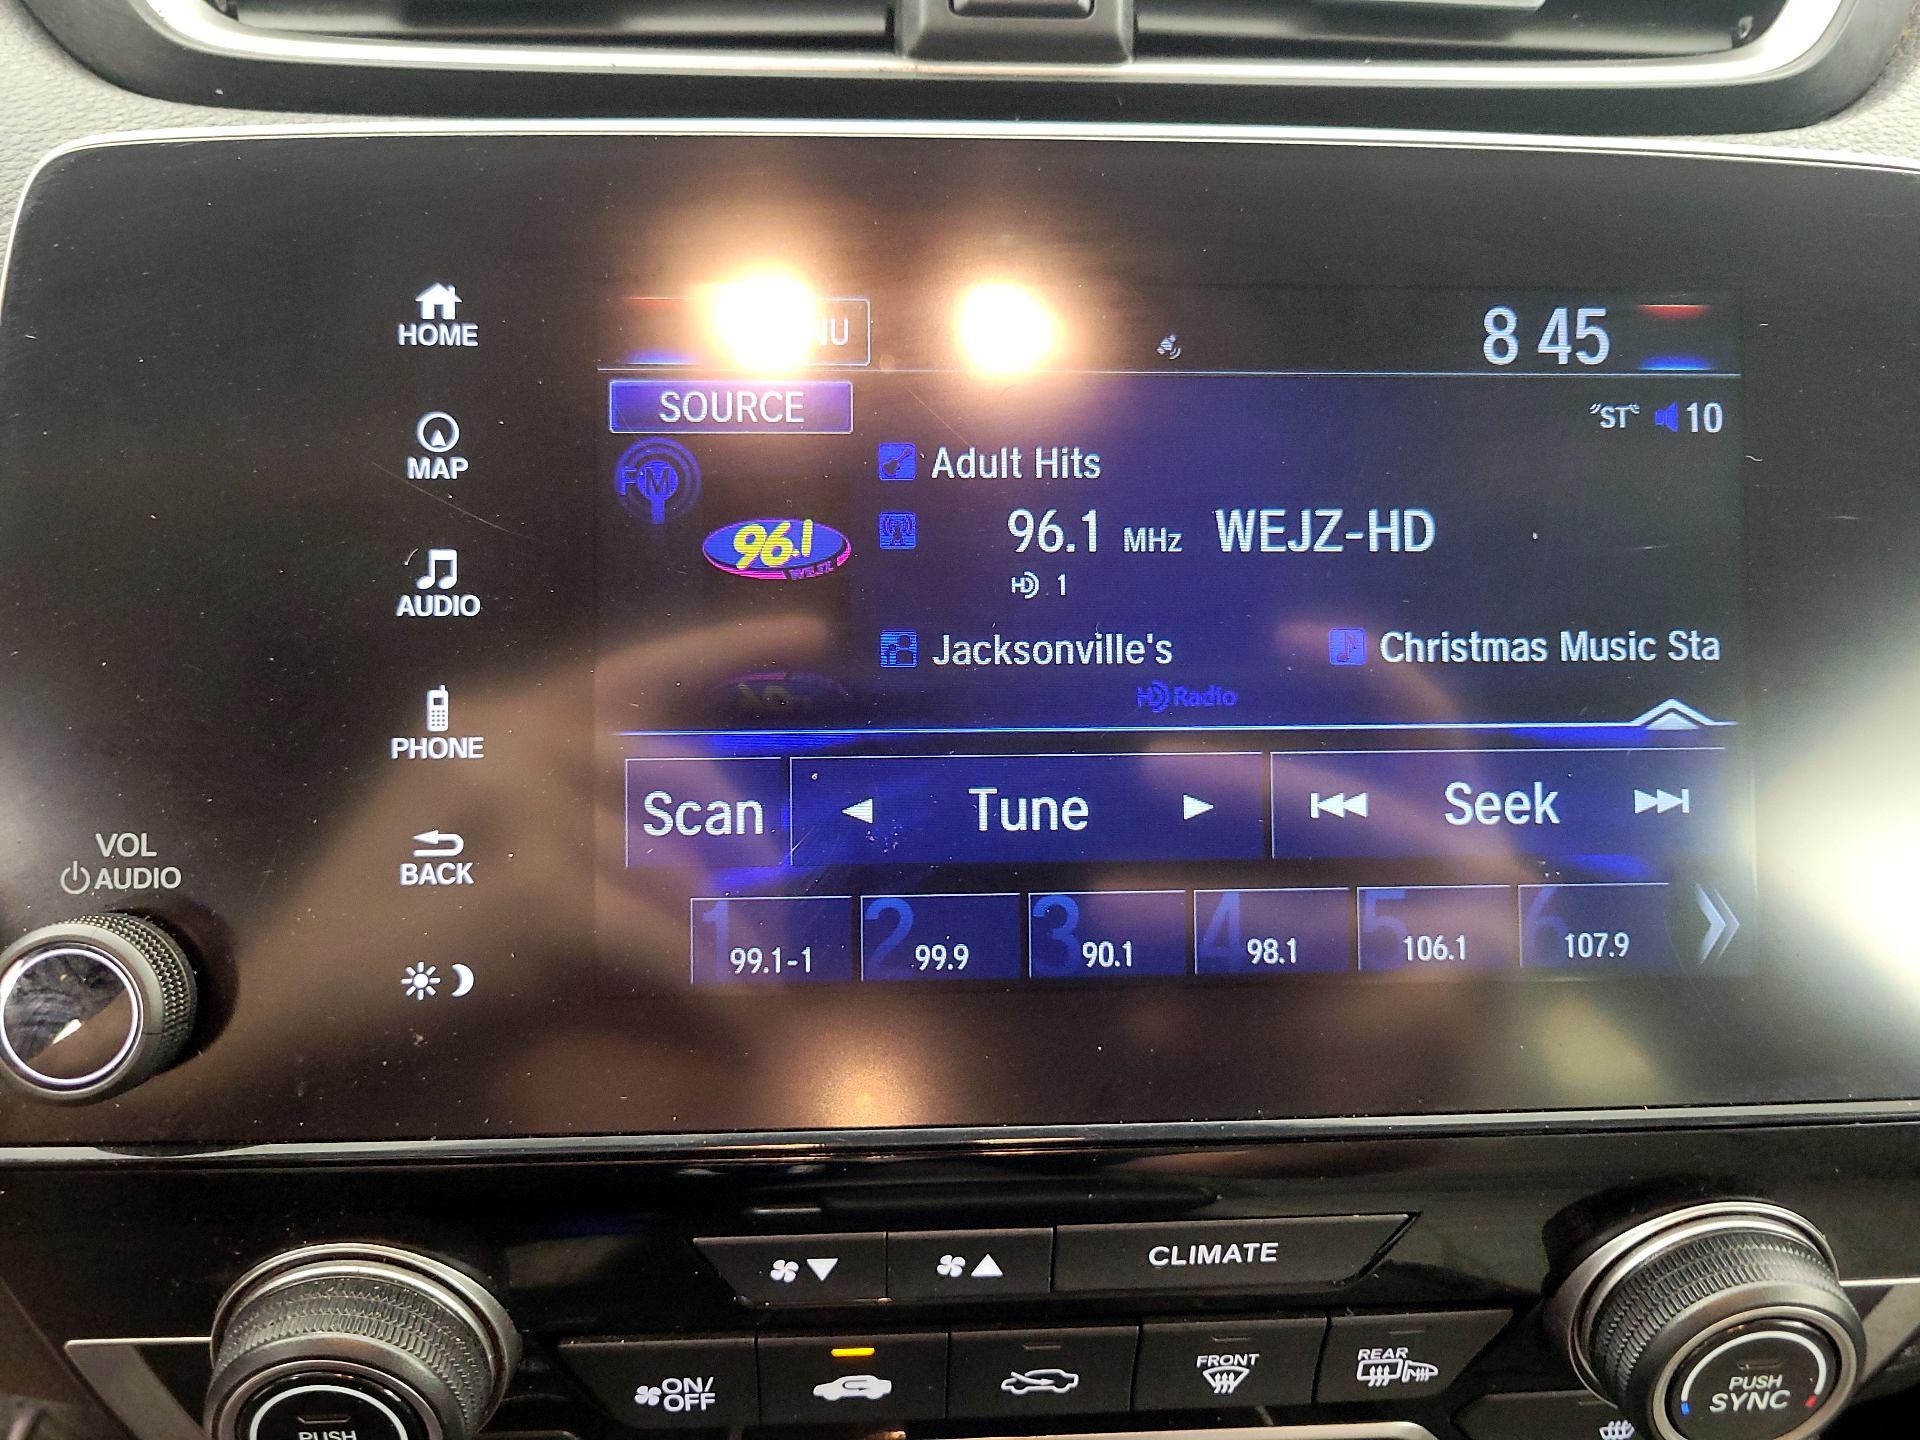 HOME
MAP
AUDIO
PHONE
BACK
VOL
AUDIO
8 45
SOURCE
"ST" 10
FM
Adult Hits
96.1
WEJZ
96.1 MHz WEJZ-HD
HD 1
Jacksonville's Christmas Music Sta
HD Radio
Scan Tune Seek
1 99.1-1
2 99.9
3 90.1
4 98.1
5 106.1
6 107.9
CLIMATE
ON/
OFF
FRONT
REAR
PUSH
PUSH
SYNC